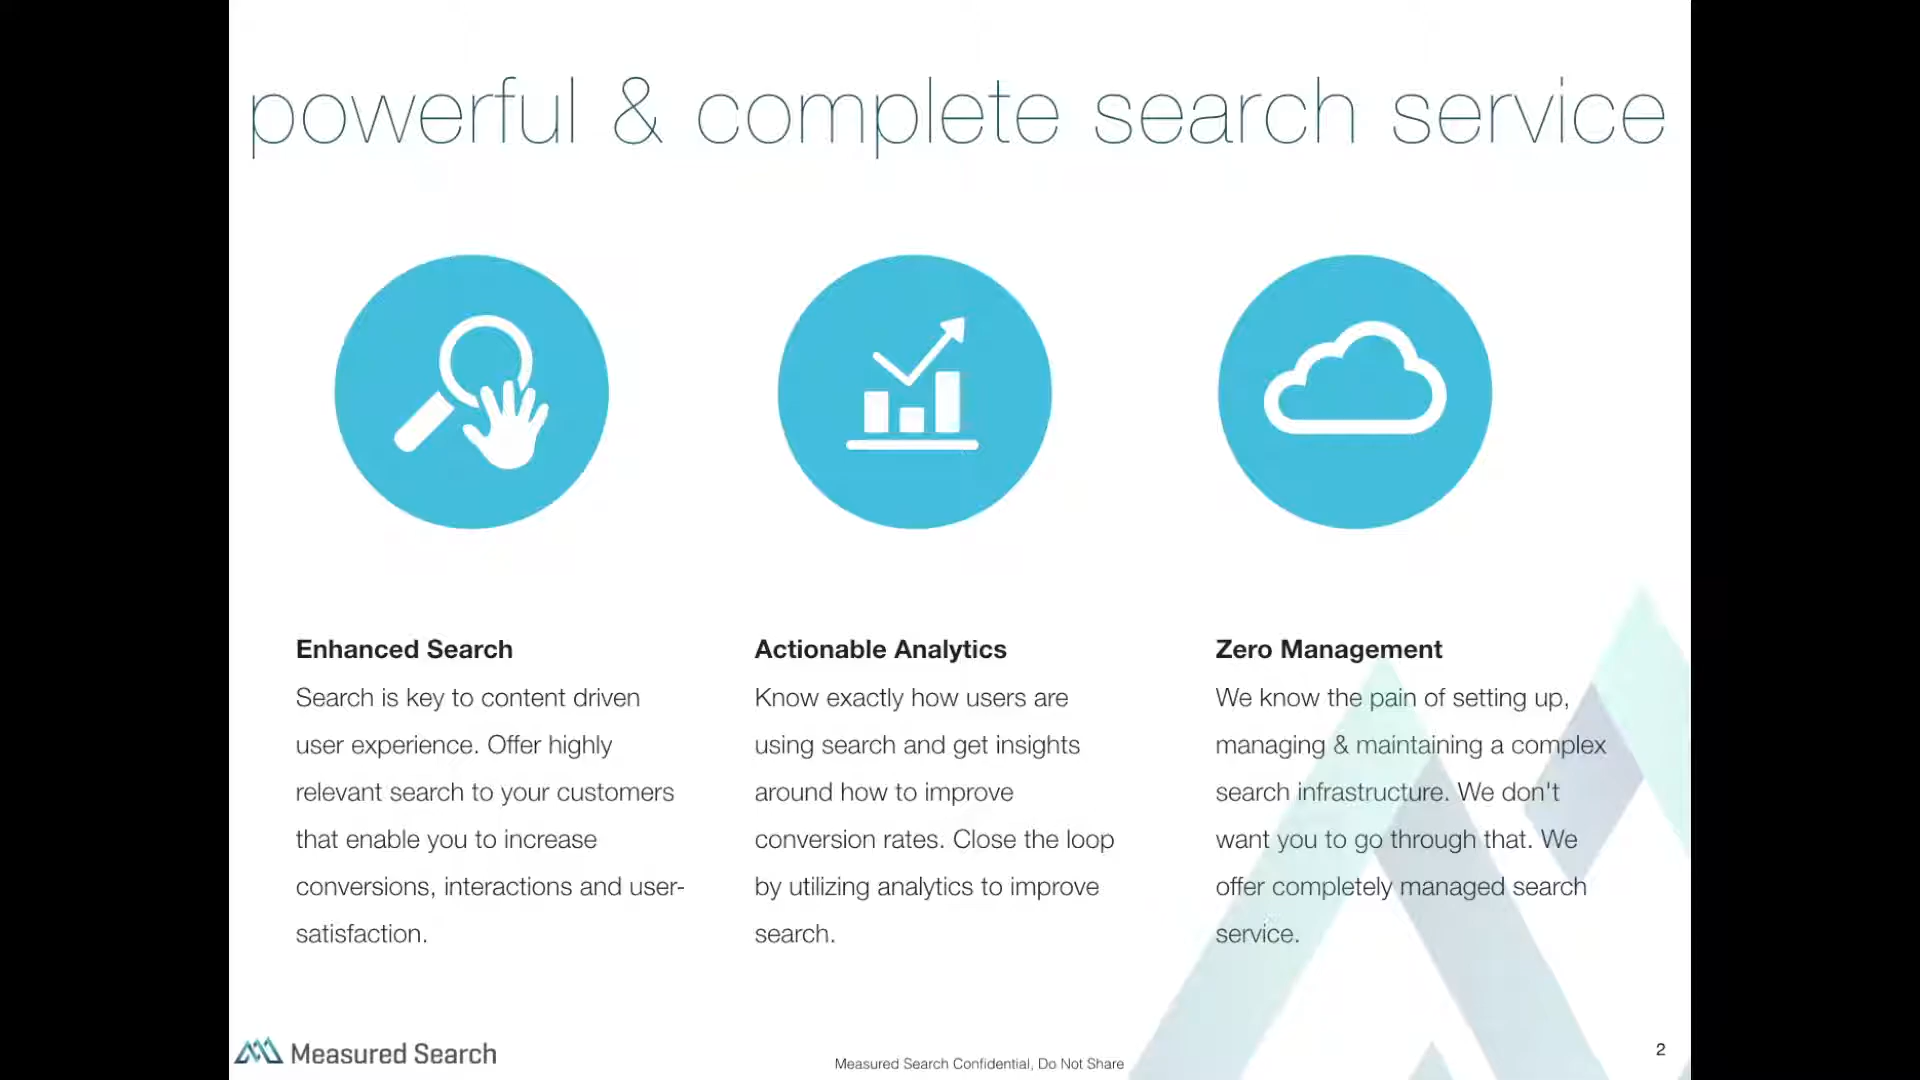 powerful & complete search service
Enhanced Search
Search is key to content driven
user experience. Offer highly
relevant search to your customers
that enable you to increase
conversions, interactions and user-
satisfaction.
Actionable Analytics
Know exactly how users are
using search and get insights
around how to improve
conversion rates. Close the loop
by utilizing analytics to improve
search.
Zero Management
We know the pain of setting up,
managing & maintaining a complex
search infrastructure. We don't
want you to go through that. We
offer completely managed search
service.
Measured Search
Measured Search Confidential, Do Not Share
2